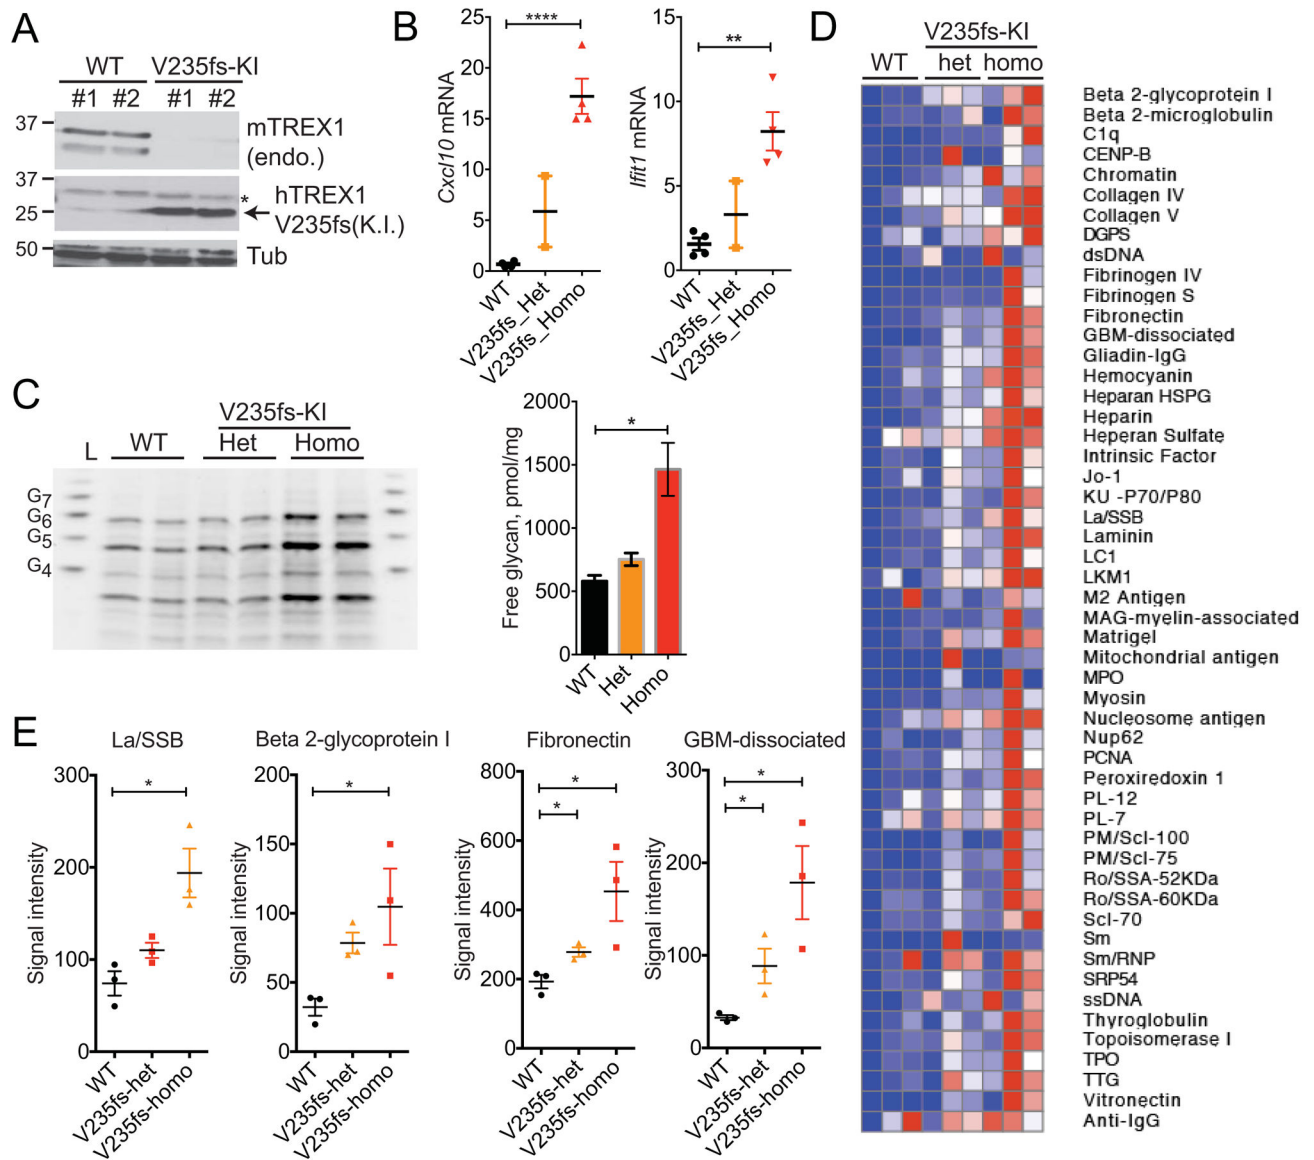 A
WT V235fs-KI
#1 #2 #1 #2
37
mTREX1
(endo.)
37
hTREX1
*
25
V235fs(K.I.)
50
Tub
B
Cxcl10 mRNA
25
20
15
10
5
0
****
WT
V235fs_Het
V235fs_Homo
Ifit1 mRNA
15
10
5
0
**
WT
V235fs_Het
V235fs_Homo
C
V235fs-KI
L WT Het Homo
G7
G6
G5
G4
Free glycan, pmol/mg
2000
1500
1000
500
0
*
WT
Het
Homo
D
V235fs-KI
WT het homo
Beta 2-glycoprotein I
Beta 2-microglobulin
C1q
CENP-B
Chromatin
Collagen IV
Collagen V
DGPS
dsDNA
Fibrinogen IV
Fibrinogen S
Fibronectin
GBM-dissociated
Gliadin-IgG
Hemocyanin
Heparan HSPG
Heparin
Heperan Sulfate
Intrinsic Factor
Jo-1
KU -P70/P80
La/SSB
Laminin
LC1
LKM1
M2 Antigen
MAG-myelin-associated
Matrigel
Mitochondrial antigen
MPO
Myosin
Nucleosome antigen
Nup62
PCNA
Peroxiredoxin 1
PL-12
PL-7
PM/Scl-100
PM/Scl-75
Ro/SSA-52KDa
Ro/SSA-60KDa
Scl-70
Sm
Sm/RNP
SRP54
ssDNA
Thyroglobulin
Topoisomerase I
TPO
TTG
Vitronectin
Anti-IgG
E
La/SSB
Signal intensity
300
200
100
0
*
WT
V235fs-het
V235fs-homo
Beta 2-glycoprotein I
Signal intensity
200
150
100
50
0
*
WT
V235fs-het
V235fs-homo
Fibronectin
Signal intensity
800
600
400
200
0
*
*
WT
V235fs-het
V235fs-homo
GBM-dissociated
Signal intensity
300
200
100
0
*
*
WT
V235fs-het
V235fs-homo